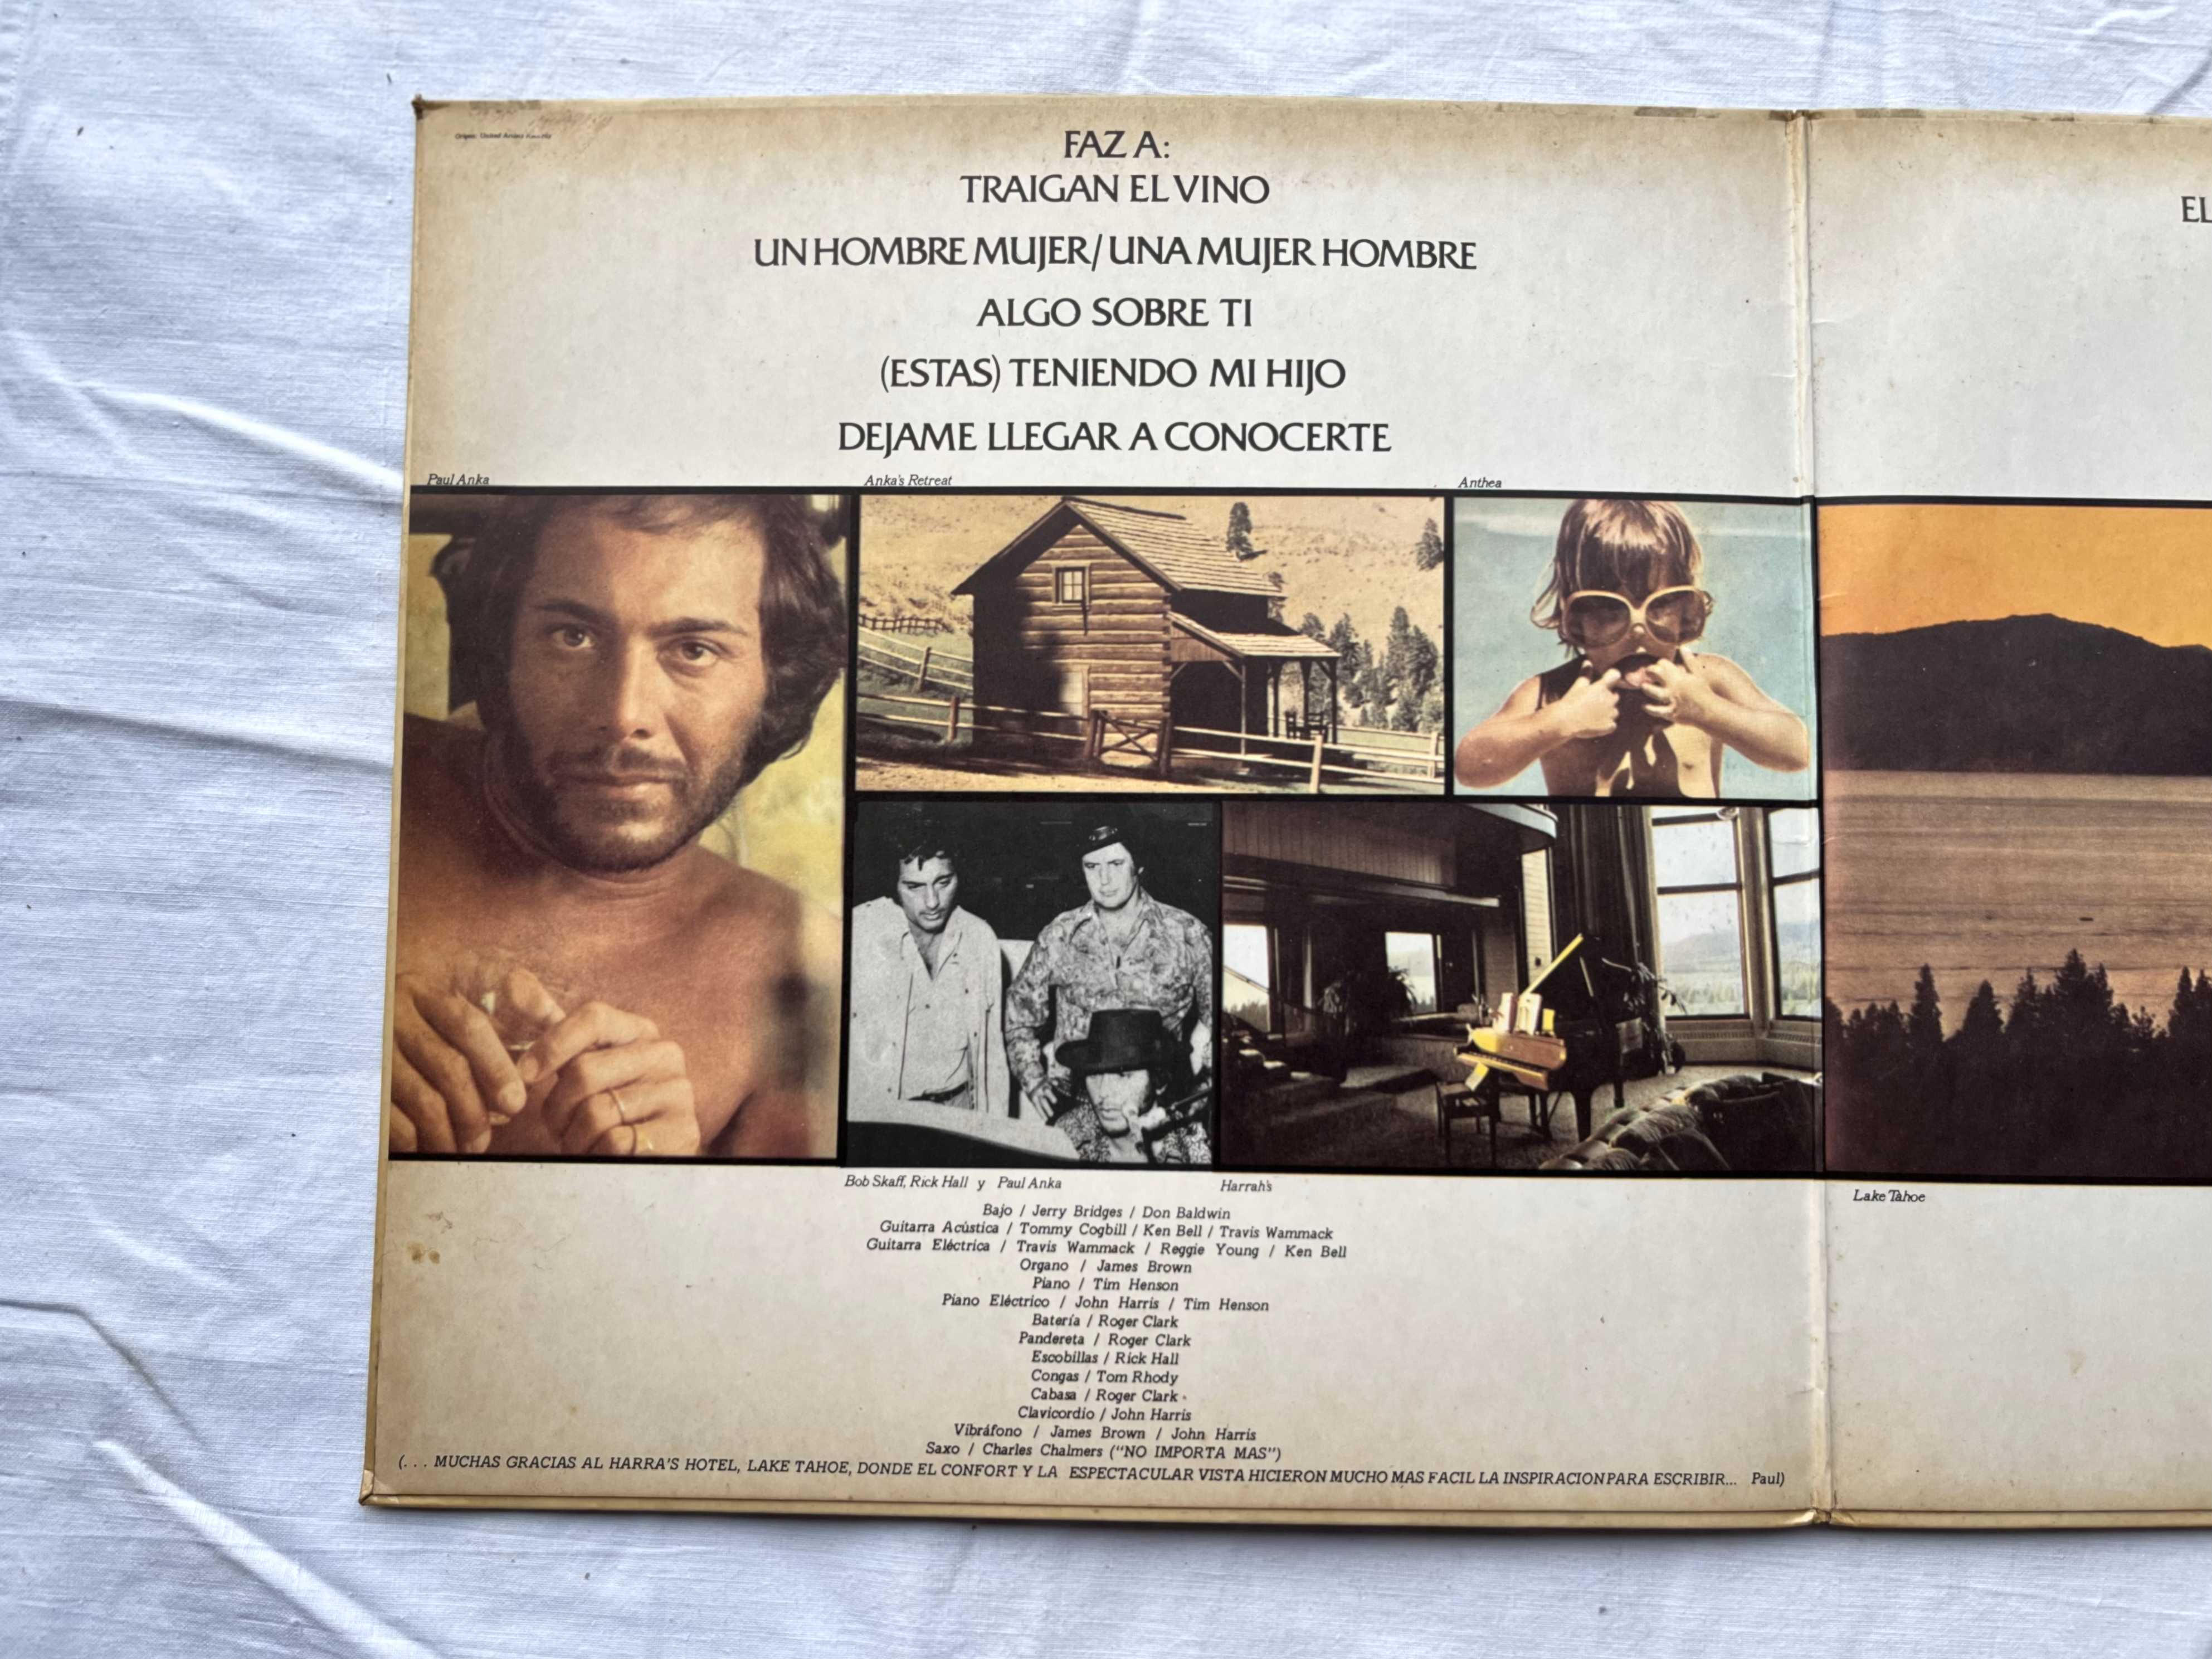 Origen: United Artists
FAZ A:
TRAIGAN EL VINO
UN HOMBRE MUJER/UNA MUJER HOMBRE
ALGO SOBRE TI
(ESTAS) TENIENDO MI HIJO
DEJAME LLEGAR A CONOCERTE
EL
Paul Anka
Anka's Retreat
Anthea
Bob Skaff, Rick Hall y Paul Anka
Harrah's
Lake Tahoe
Bajo / Jerry Bridges / Don Baldwin
Guitarra Acústica / Tommy Cogbill / Ken Bell / Travis Wammack
Guitarra Eléctrica / Travis Wammack / Reggie Young / Ken Bell
Organo / James Brown
Piano / Tim Henson
Piano Eléctrico / John Harris / Tim Henson
Batería / Roger Clark
Pandereta / Roger Clark
Escobillas / Rick Hall
Congas / Tom Rhody
Cabasa / Roger Clark
Clavicordio / John Harris
Vibráfono / James Brown / John Harris
Saxo / Charles Chalmers ("NO IMPORTA MAS")
(. . . MUCHAS GRACIAS AL HARRA'S HOTEL, LAKE TAHOE, DONDE EL CONFORT Y LA ESPECTACULAR VISTA HICIERON MUCHO MAS FACIL LA INSPIRACION PARA ESCRIBIR... Paul)